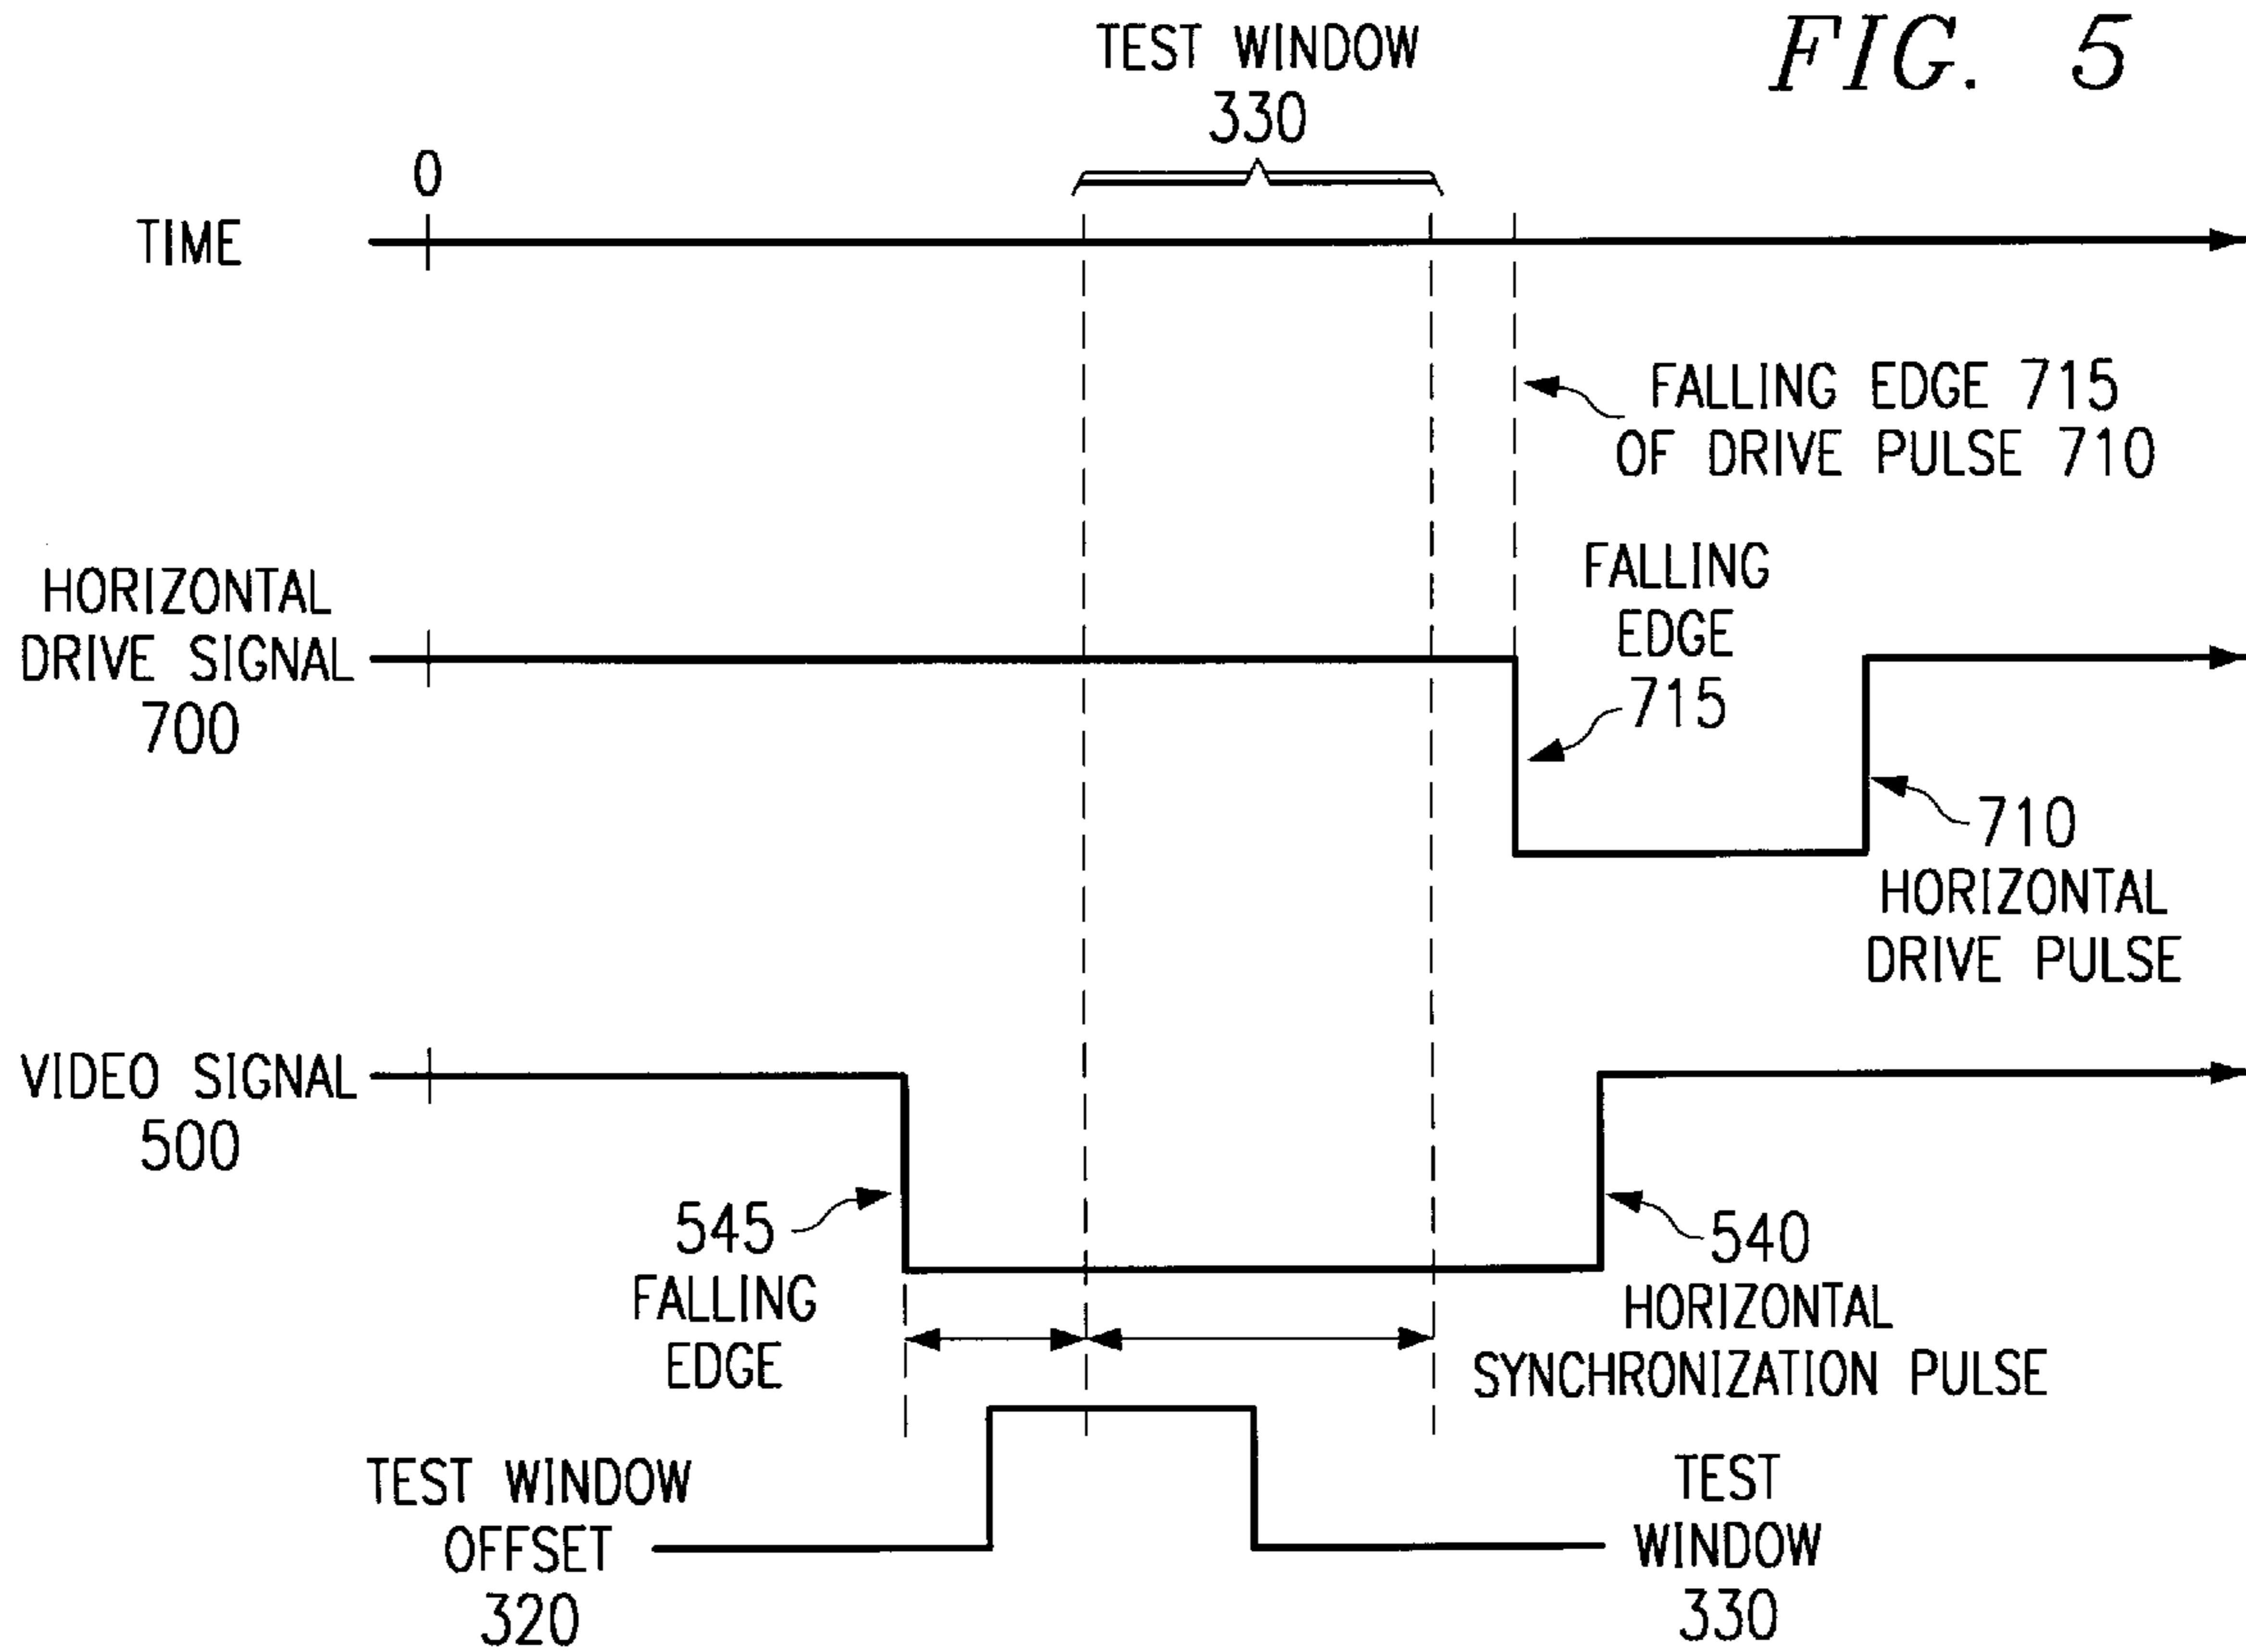 FIG. 5
TEST WINDOW
330
0
TIME
FALLING EDGE 715
OF DRIVE PULSE 710
HORIZONTAL
DRIVE SIGNAL
700
FALLING
EDGE
715
710
HORIZONTAL
DRIVE PULSE
VIDEO SIGNAL
500
545
FALLING
EDGE
540
HORIZONTAL
SYNCHRONIZATION PULSE
TEST WINDOW
OFFSET
320
TEST
WINDOW
330